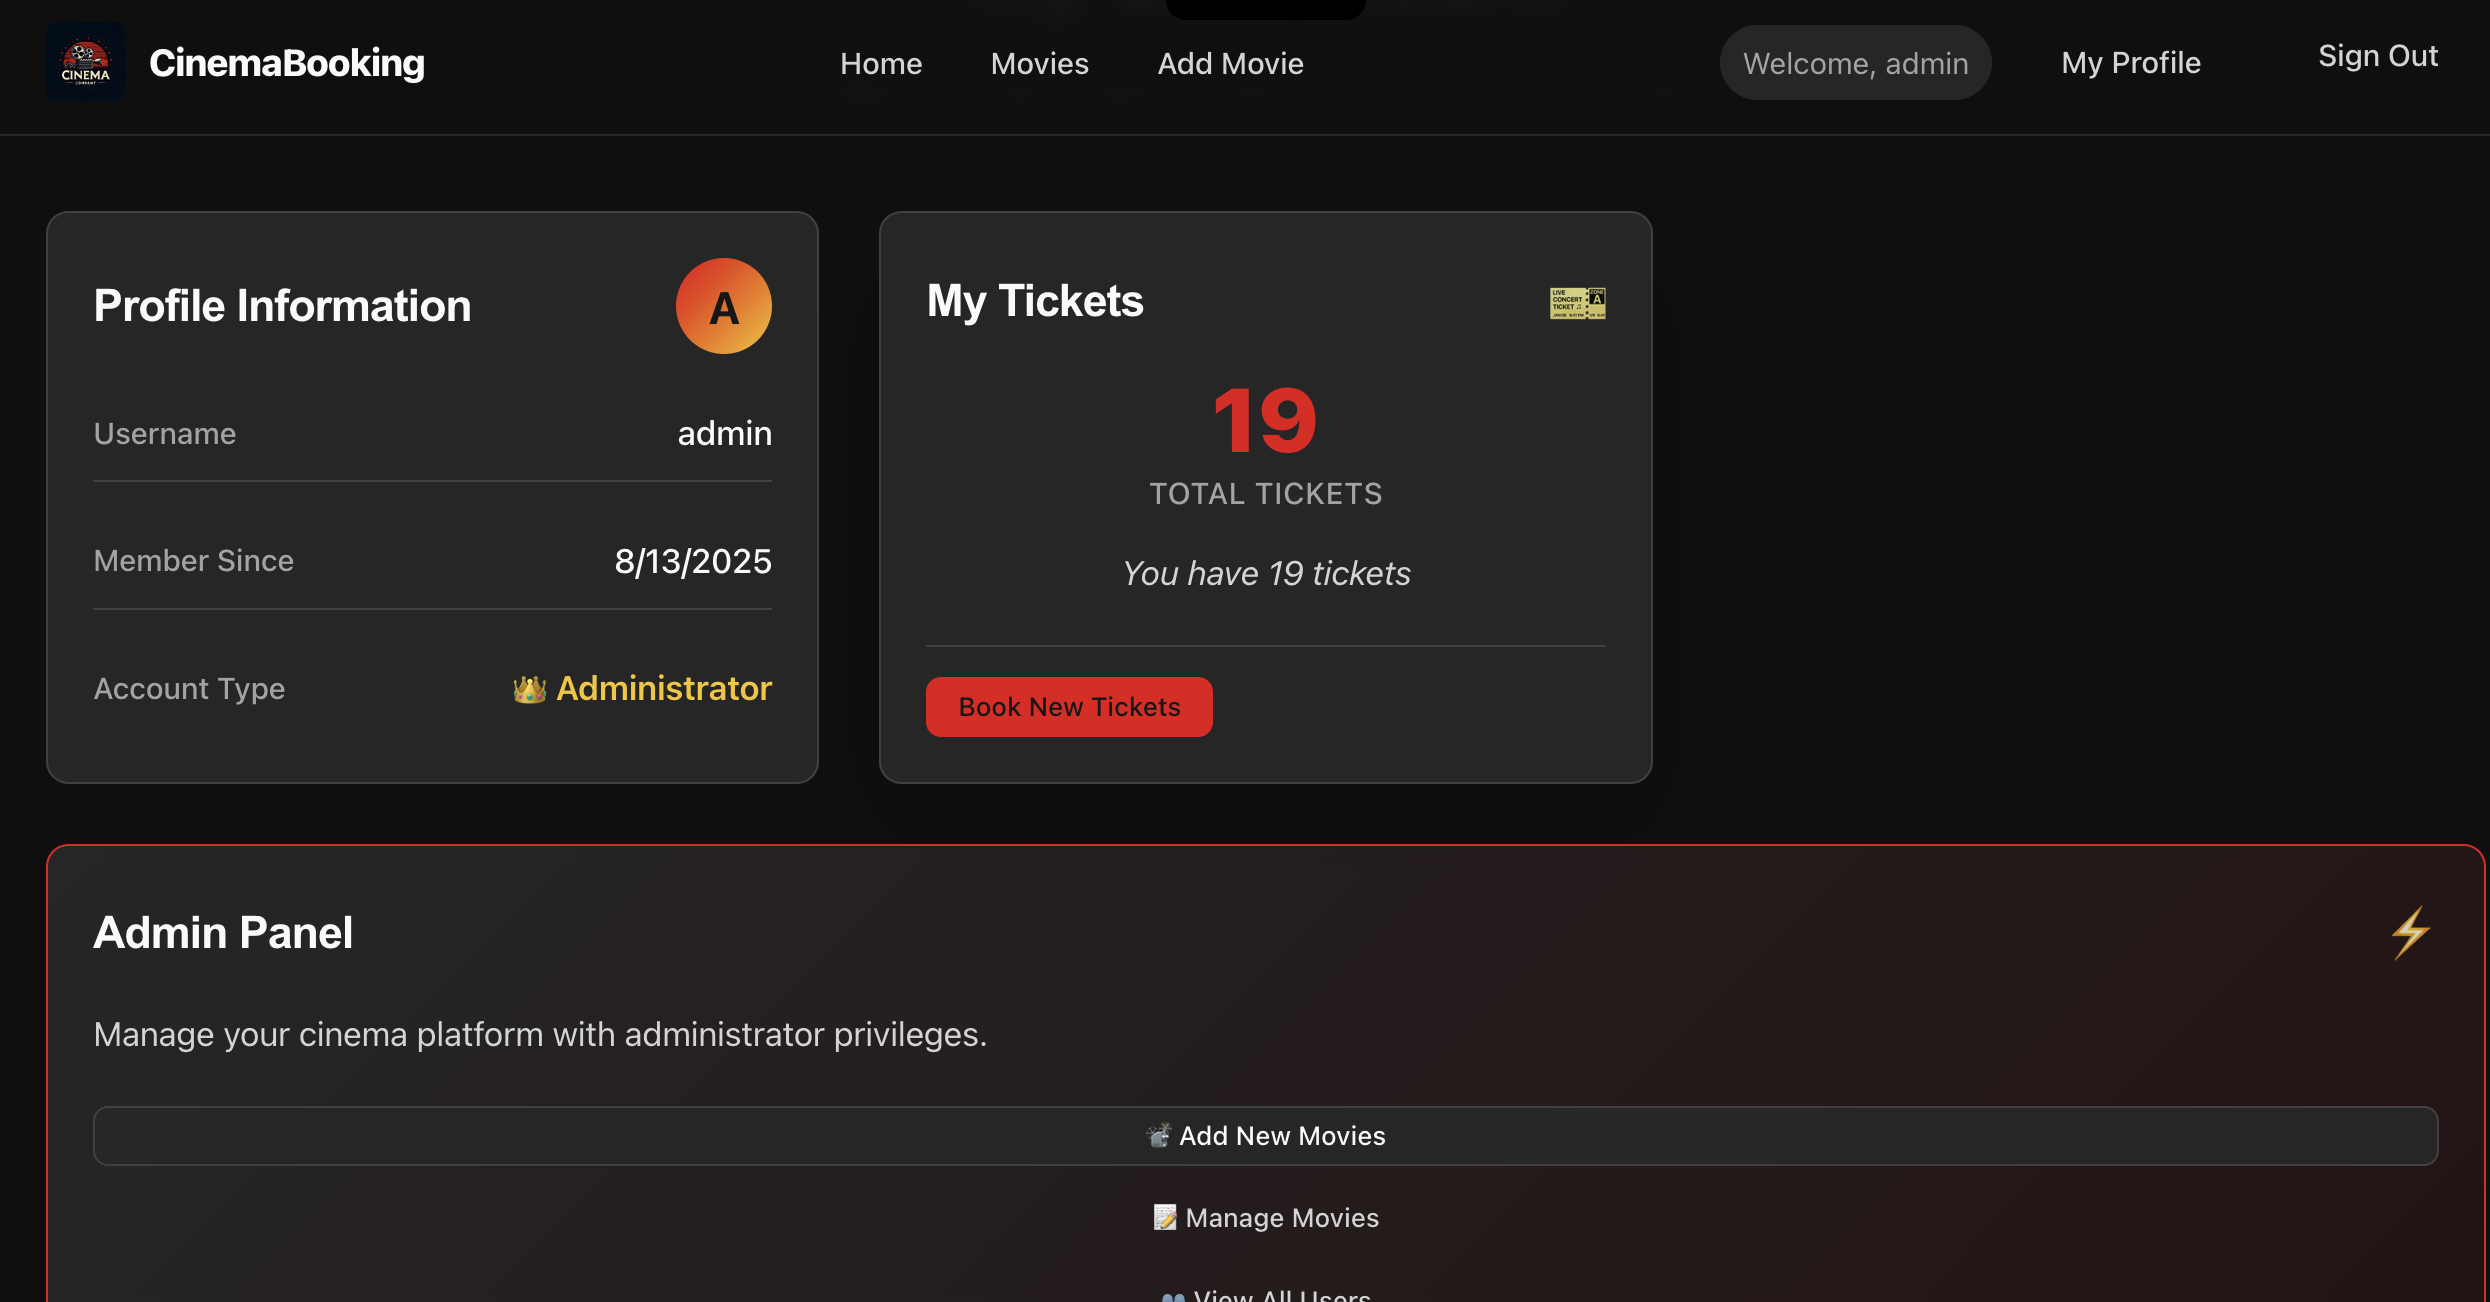 CINEMA
COMPANY
CinemaBooking
Home
Movies
Add Movie
Welcome, admin
My Profile
Sign Out
Profile Information
A
Username
admin
Member Since
8/13/2025
Account Type
Administrator
My Tickets
LIVE
CONCERT
TICKET
ZONE
A
19
TOTAL TICKETS
You have 19 tickets
Book New Tickets
Admin Panel
Manage your cinema platform with administrator privileges.
Add New Movies
Manage Movies
View All Users